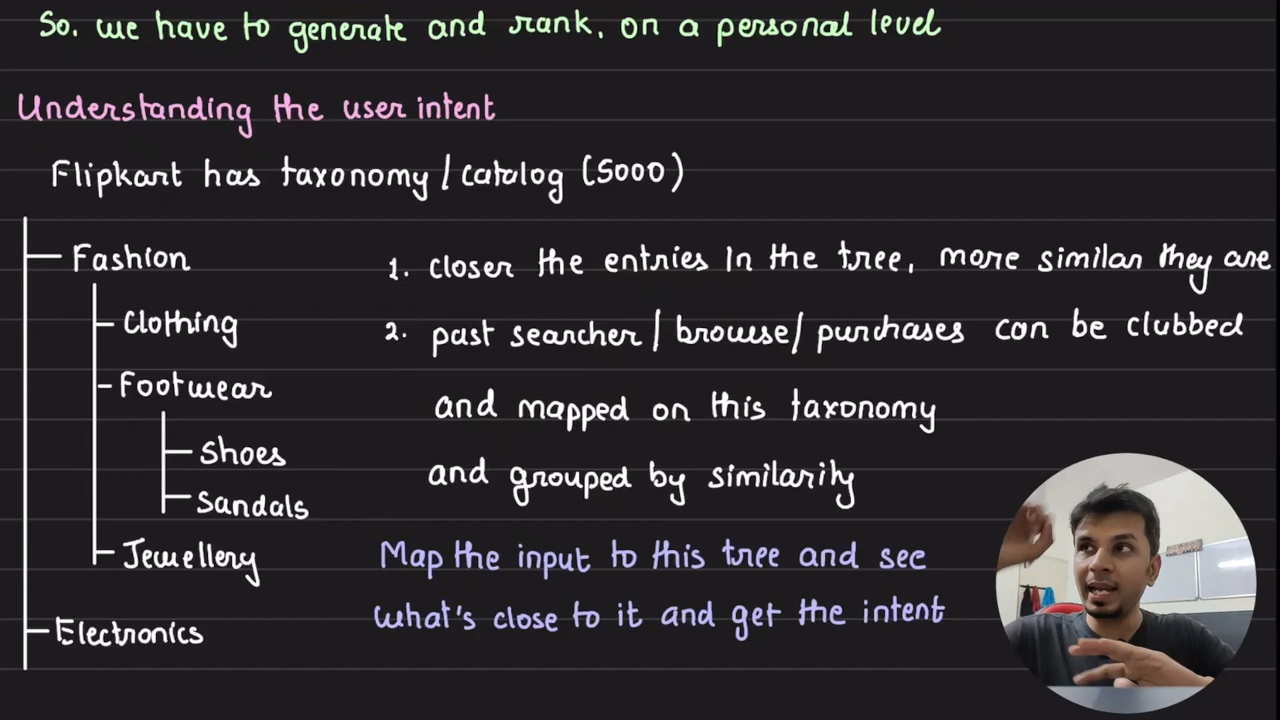 So. we have to generate and rank, on a personal level
Understanding the user intent
Flipkart has taxonomy / catalog (5000)
Fashion
Clothing
Footwear
Shoes
Sandals
Jewellery
Electronics
1. closer the entries in the tree, more similar they are
2. past searcher / browse / purchases can be clubbed
and mapped on this taxonomy
and grouped by similarity
Map the input to this tree and see
what's close to it and get the intent